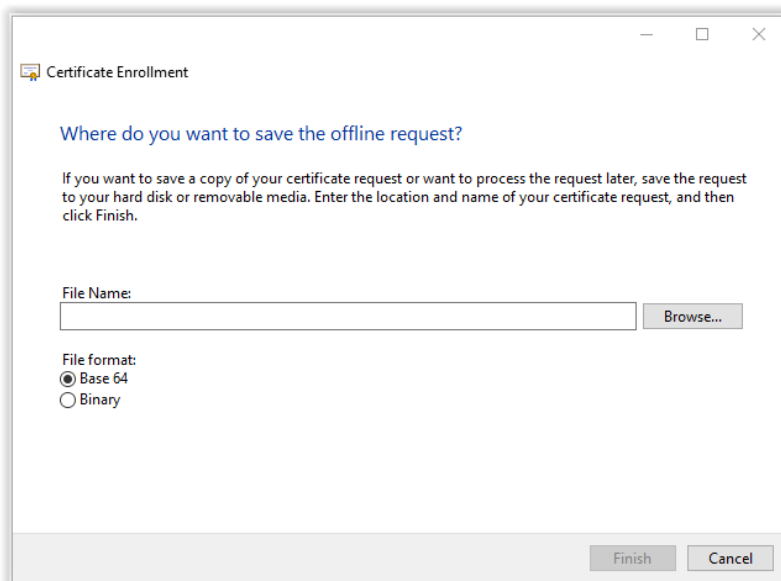 Certificate Enrollment
Where do you want to save the offline request?
If you want to save a copy of your certificate request or want to process the request later, save the request
to your hard disk or removable media. Enter the location and name of your certificate request, and then
click Finish.
File Name:
Browse...
File format:
Base 64
Binary
Finish
Cancel